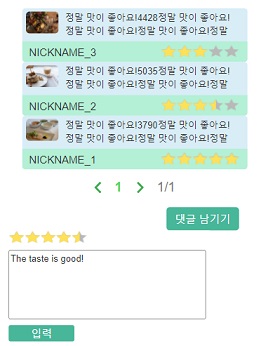 정말 맛이 좋아요!4428정말 맛이 좋아요!
정말 맛이 좋아요!정말 맛이 좋아요!정말
NICKNAME_3
정말 맛이 좋아요!5035정말 맛이 좋아요!
정말 맛이 좋아요!정말 맛이 좋아요!정말
NICKNAME_2
정말 맛이 좋아요!3790정말 맛이 좋아요!
정말 맛이 좋아요!정말 맛이 좋아요!정말
NICKNAME_1
< 1 > 1/1
댓글 남기기
The taste is good!
입력